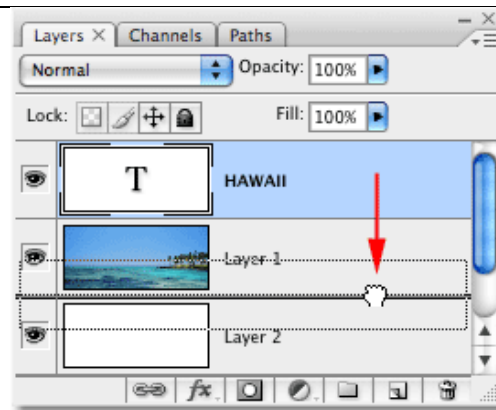 Layers × Channels Paths
Normal Opacity: 100%
Lock: Fill: 100%
T HAWAII
Layer 1
Layer 2
fx